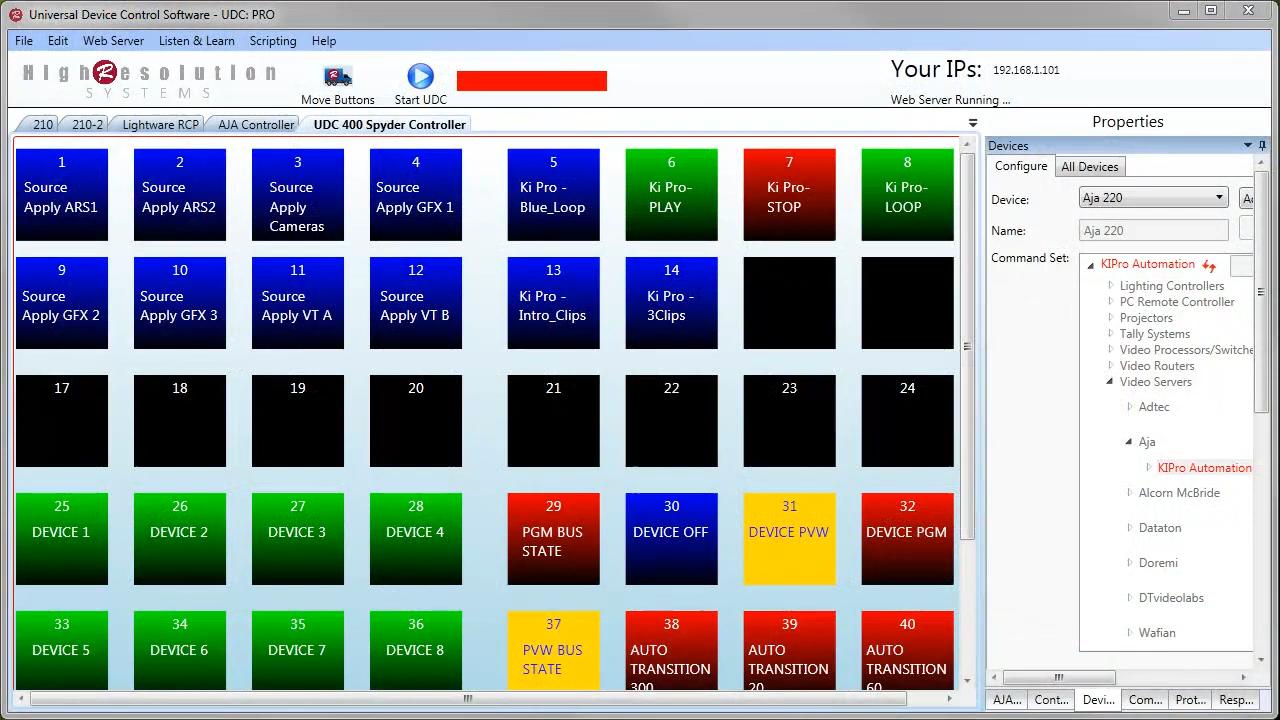 Universal Device Control Software - UDC: PRO
File Edit Web Server Listen & Learn Scripting Help
HighResolution
SYSTEMS
Move Buttons
Start UDC
Your IPs: 192.168.1.101
Web Server Running ...
210 210-2 Lightware RCP AJA Controller UDC 400 Spyder Controller
Properties
Devices
Configure All Devices
Device: Aja 220
Name: Aja 220
Command Set:
KIPro Automation
Lighting Controllers
PC Remote Controller
Projectors
Tally Systems
Video Processors/Switche
Video Routers
Video Servers
Adtec
Aja
KIPro Automation
Alcorn McBride
Dataton
Doremi
DTvideolabs
Wafian
AJA... Cont... Devi... Com... Prot... Resp...
1
Source
Apply ARS1
2
Source
Apply ARS2
3
Source
Apply
Cameras
4
Source
Apply GFX 1
5
Ki Pro -
Blue_Loop
6
Ki Pro-
PLAY
7
Ki Pro-
STOP
8
Ki Pro-
LOOP
9
Source
Apply GFX 2
10
Source
Apply GFX 3
11
Source
Apply VT A
12
Source
Apply VT B
13
Ki Pro -
Intro_Clips
14
Ki Pro -
3Clips
17
18
19
20
21
22
23
24
25
DEVICE 1
26
DEVICE 2
27
DEVICE 3
28
DEVICE 4
29
PGM BUS
STATE
30
DEVICE OFF
31
DEVICE PVW
32
DEVICE PGM
33
DEVICE 5
34
DEVICE 6
35
DEVICE 7
36
DEVICE 8
37
PVW BUS
STATE
38
AUTO
TRANSITION
300
39
AUTO
TRANSITION
20
40
AUTO
TRANSITION
60